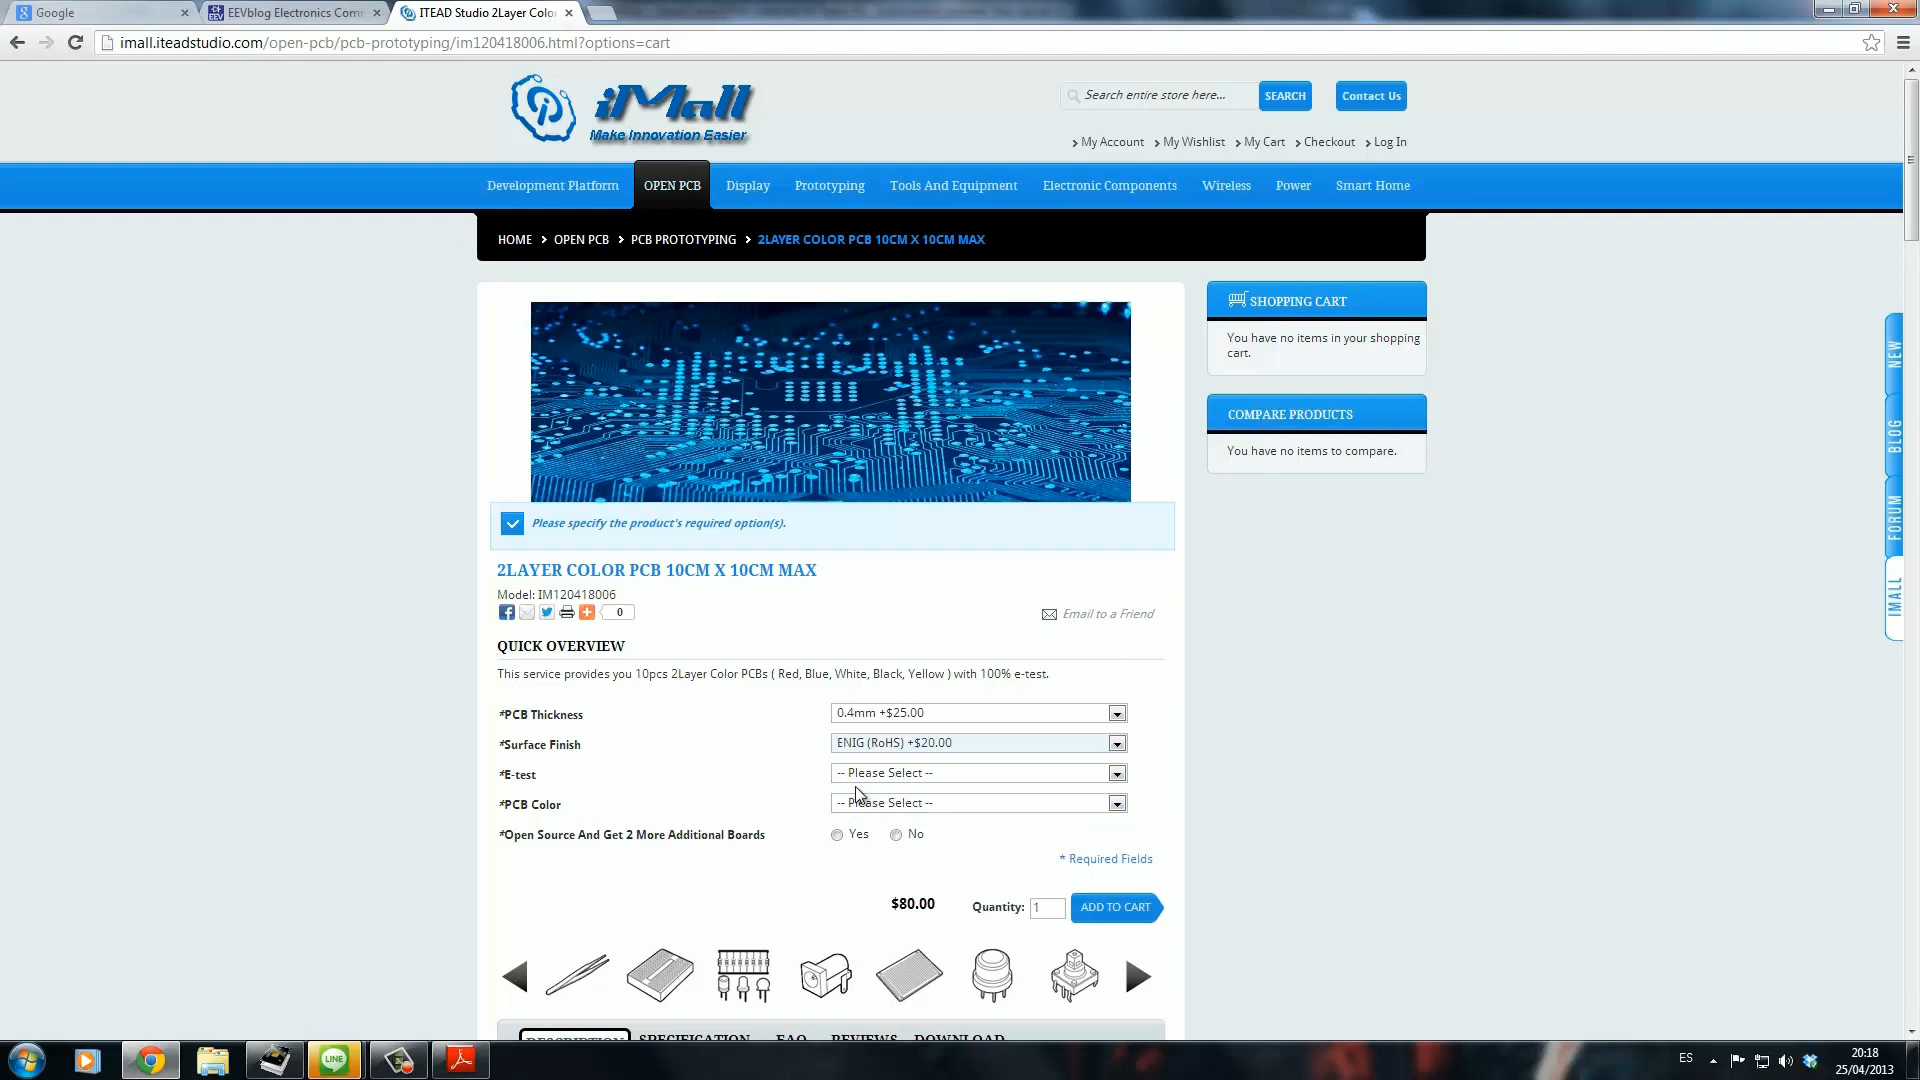 Google
EEVblog Electronics Com
ITEAD Studio 2Layer Colo
imall.iteadstudio.com/open-pcb/pcb-prototyping/im120418006.html?options=cart
iMall
Make Innovation Easier
Search entire store here...
SEARCH
Contact Us
My Account
My Wishlist
My Cart
Checkout
Log In
Development Platform
OPEN PCB
Display
Prototyping
Tools And Equipment
Electronic Components
Wireless
Power
Smart Home
HOME > OPEN PCB > PCB PROTOTYPING > 2LAYER COLOR PCB 10CM X 10CM MAX
SHOPPING CART
You have no items in your shopping
cart.
COMPARE PRODUCTS
You have no items to compare.
NEW
BLOG
FORUM
IMALL
Please specify the product's required option(s).
2LAYER COLOR PCB 10CM X 10CM MAX
Model: IM120418006
0
Email to a Friend
QUICK OVERVIEW
This service provides you 10pcs 2Layer Color PCBs ( Red, Blue, White, Black, Yellow ) with 100% e-test.
*PCB Thickness
0.4mm +$25.00
*Surface Finish
ENIG (RoHS) +$20.00
*E-test
-- Please Select --
*PCB Color
-- Please Select --
*Open Source And Get 2 More Additional Boards
Yes
No
* Required Fields
$80.00
Quantity:
1
ADD TO CART
DESCRIPTION
SPECIFICATION
FAQ
REVIEWS
DOWNLOAD
LINE
ES
20:18
25/04/2013